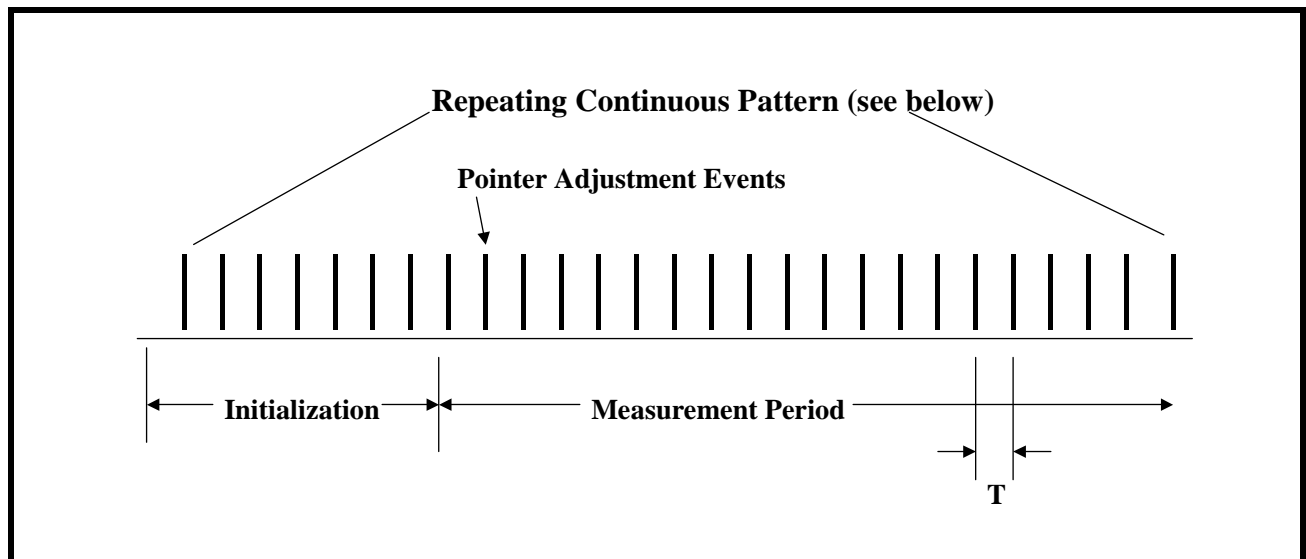 Repeating Continuous Pattern (see below)
Pointer Adjustment Events
Initialization
Measurement Period
T